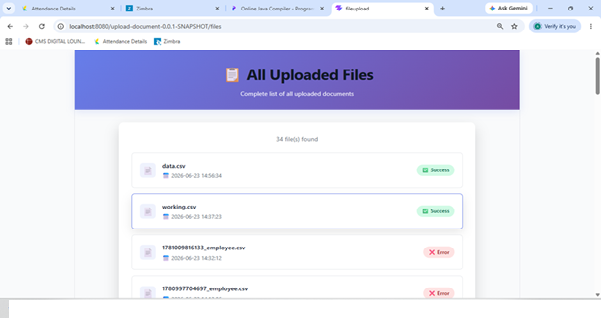 Attendance Details
Zimbra
Online Java Compiler - Progra
Fileupload
Ask Gemini
localhost:8080/upload-document-0.0.1-SNAPSHOT/files
Verify it's you
CMS DIGITAL LOUN...
Attendance Details
Zimbra
All Uploaded Files
Complete list of all uploaded documents
34 file(s) found
data.csv
2026-06-23 14:56:34
Success
working.csv
2026-06-23 14:37:23
Success
1781009816133_employee.csv
2026-06-23 14:32:12
Error
1780997704697_employee.csv
Error